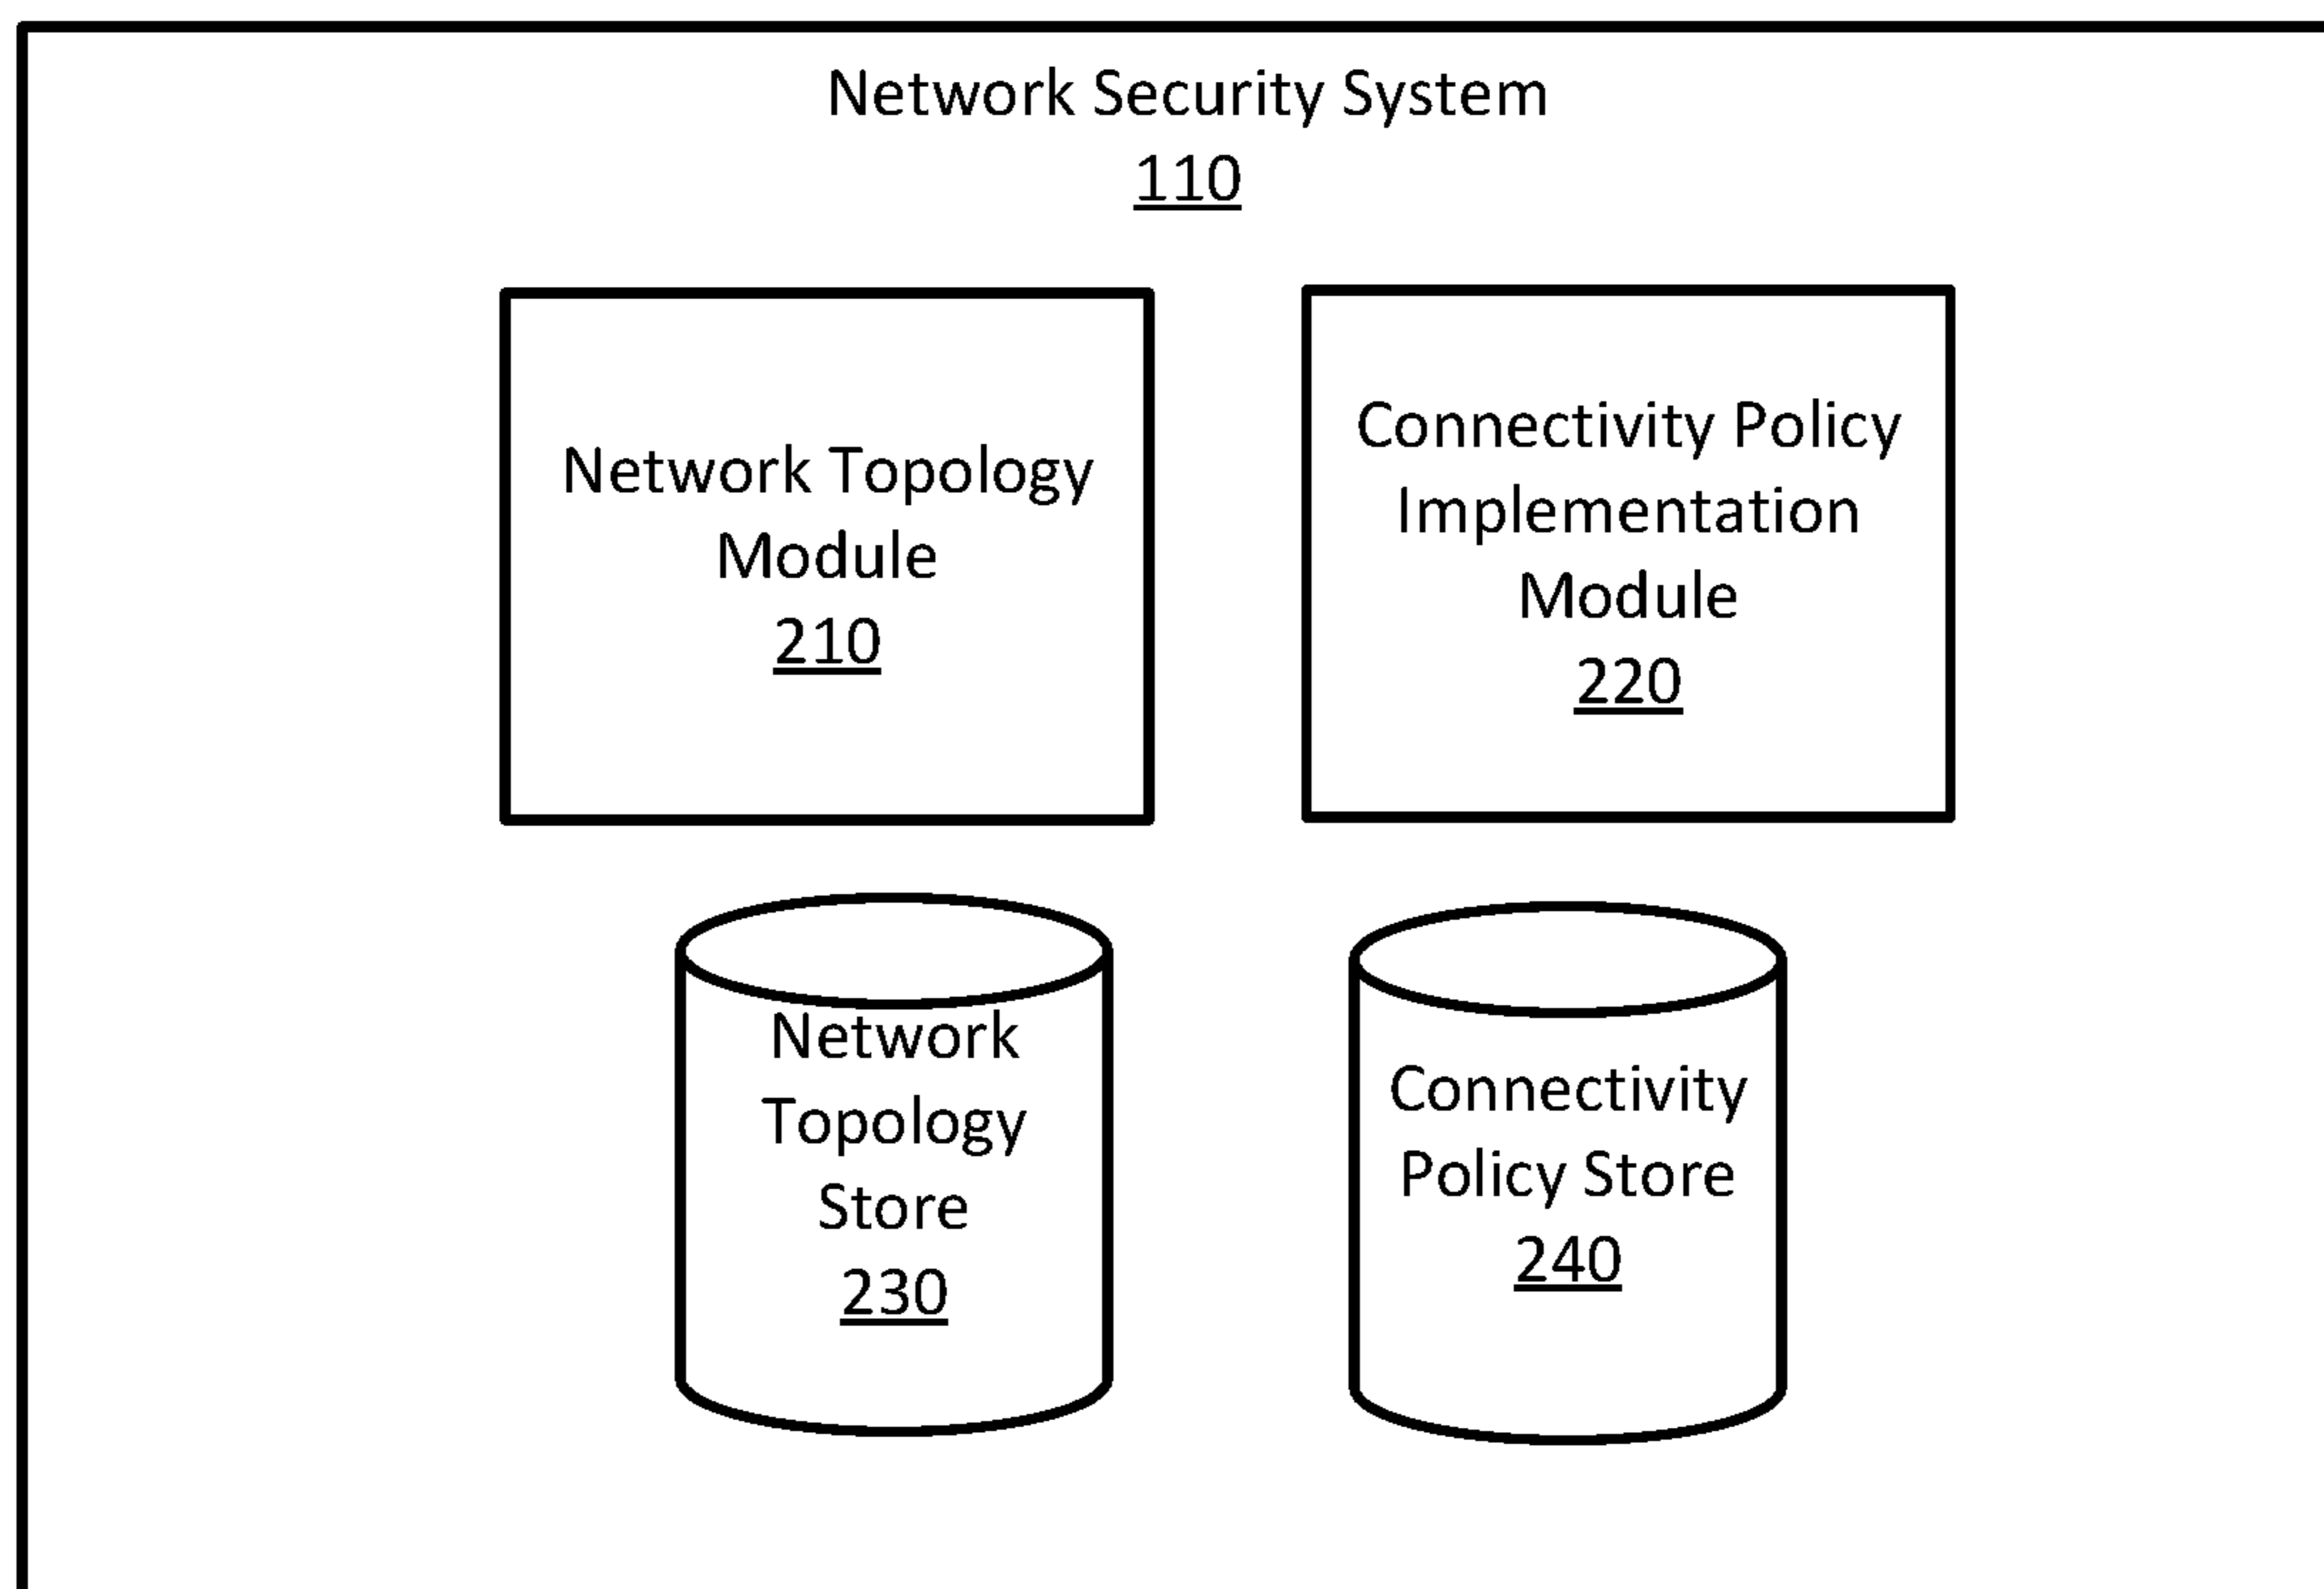 Network Security System
110
Network Topology
Module
210
Connectivity Policy
Implementation
Module
220
Network
Topology
Store
230
Connectivity
Policy Store
240